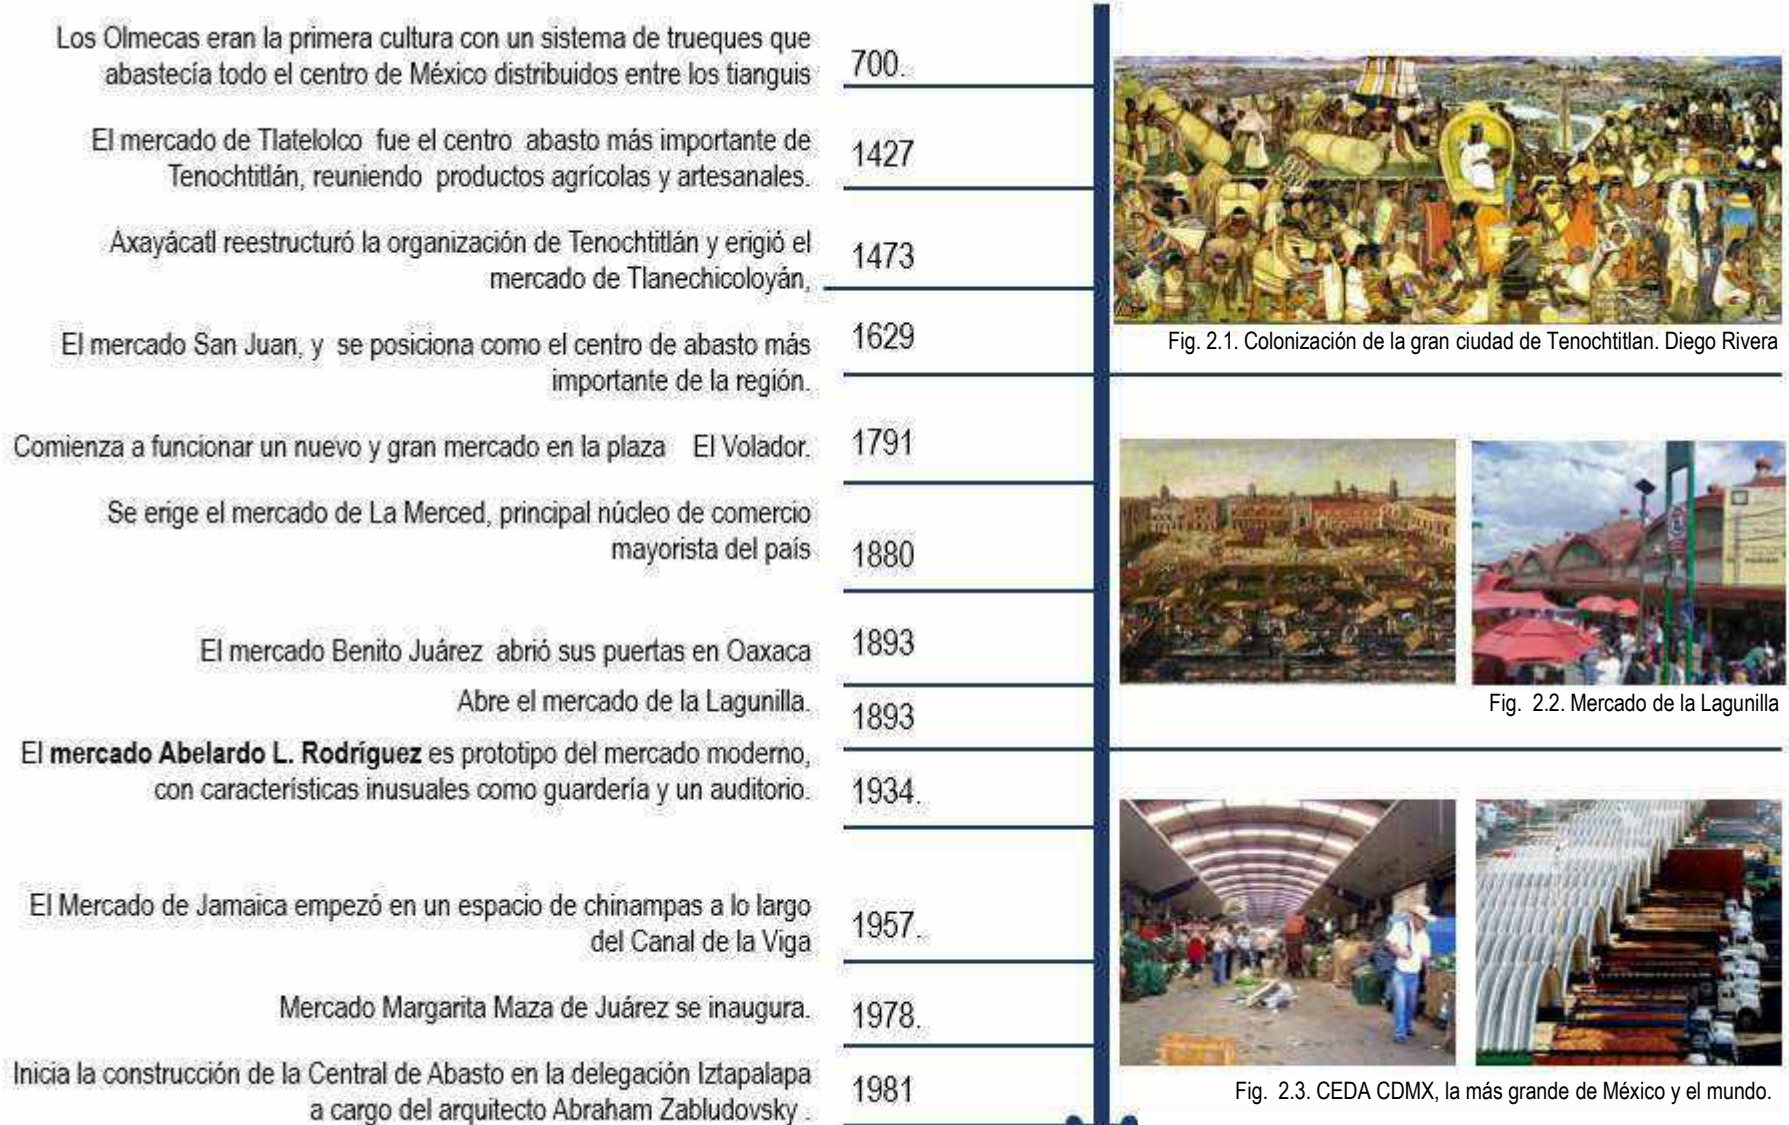 Los Olmecas eran la primera cultura con un sistema de trueques que
abastecía todo el centro de México distribuidos entre los tianguis
700.
El mercado de Tlatelolco fue el centro abasto más importante de
Tenochtitlán, reuniendo productos agrícolas y artesanales.
1427
Axayácatl reestructuró la organización de Tenochtitlán y erigió el
mercado de Tlanechicoloyán,
1473
El mercado San Juan, y se posiciona como el centro de abasto más
importante de la región.
1629
Comienza a funcionar un nuevo y gran mercado en la plaza El Volador.
1791
Se erige el mercado de La Merced, principal núcleo de comercio
mayorista del país
1880
El mercado Benito Juárez abrió sus puertas en Oaxaca
1893
Abre el mercado de la Lagunilla.
1893
El mercado Abelardo L. Rodríguez es prototipo del mercado moderno,
con características inusuales como guardería y un auditorio.
1934.
El Mercado de Jamaica empezó en un espacio de chinampas a lo largo
del Canal de la Viga
1957.
Mercado Margarita Maza de Juárez se inaugura.
1978.
Inicia la construcción de la Central de Abasto en la delegación Iztapalapa
a cargo del arquitecto Abraham Zabludovsky .
1981
Fig. 2.1. Colonización de la gran ciudad de Tenochtitlan. Diego Rivera
Fig. 2.2. Mercado de la Lagunilla
Fig. 2.3. CEDA CDMX, la más grande de México y el mundo.